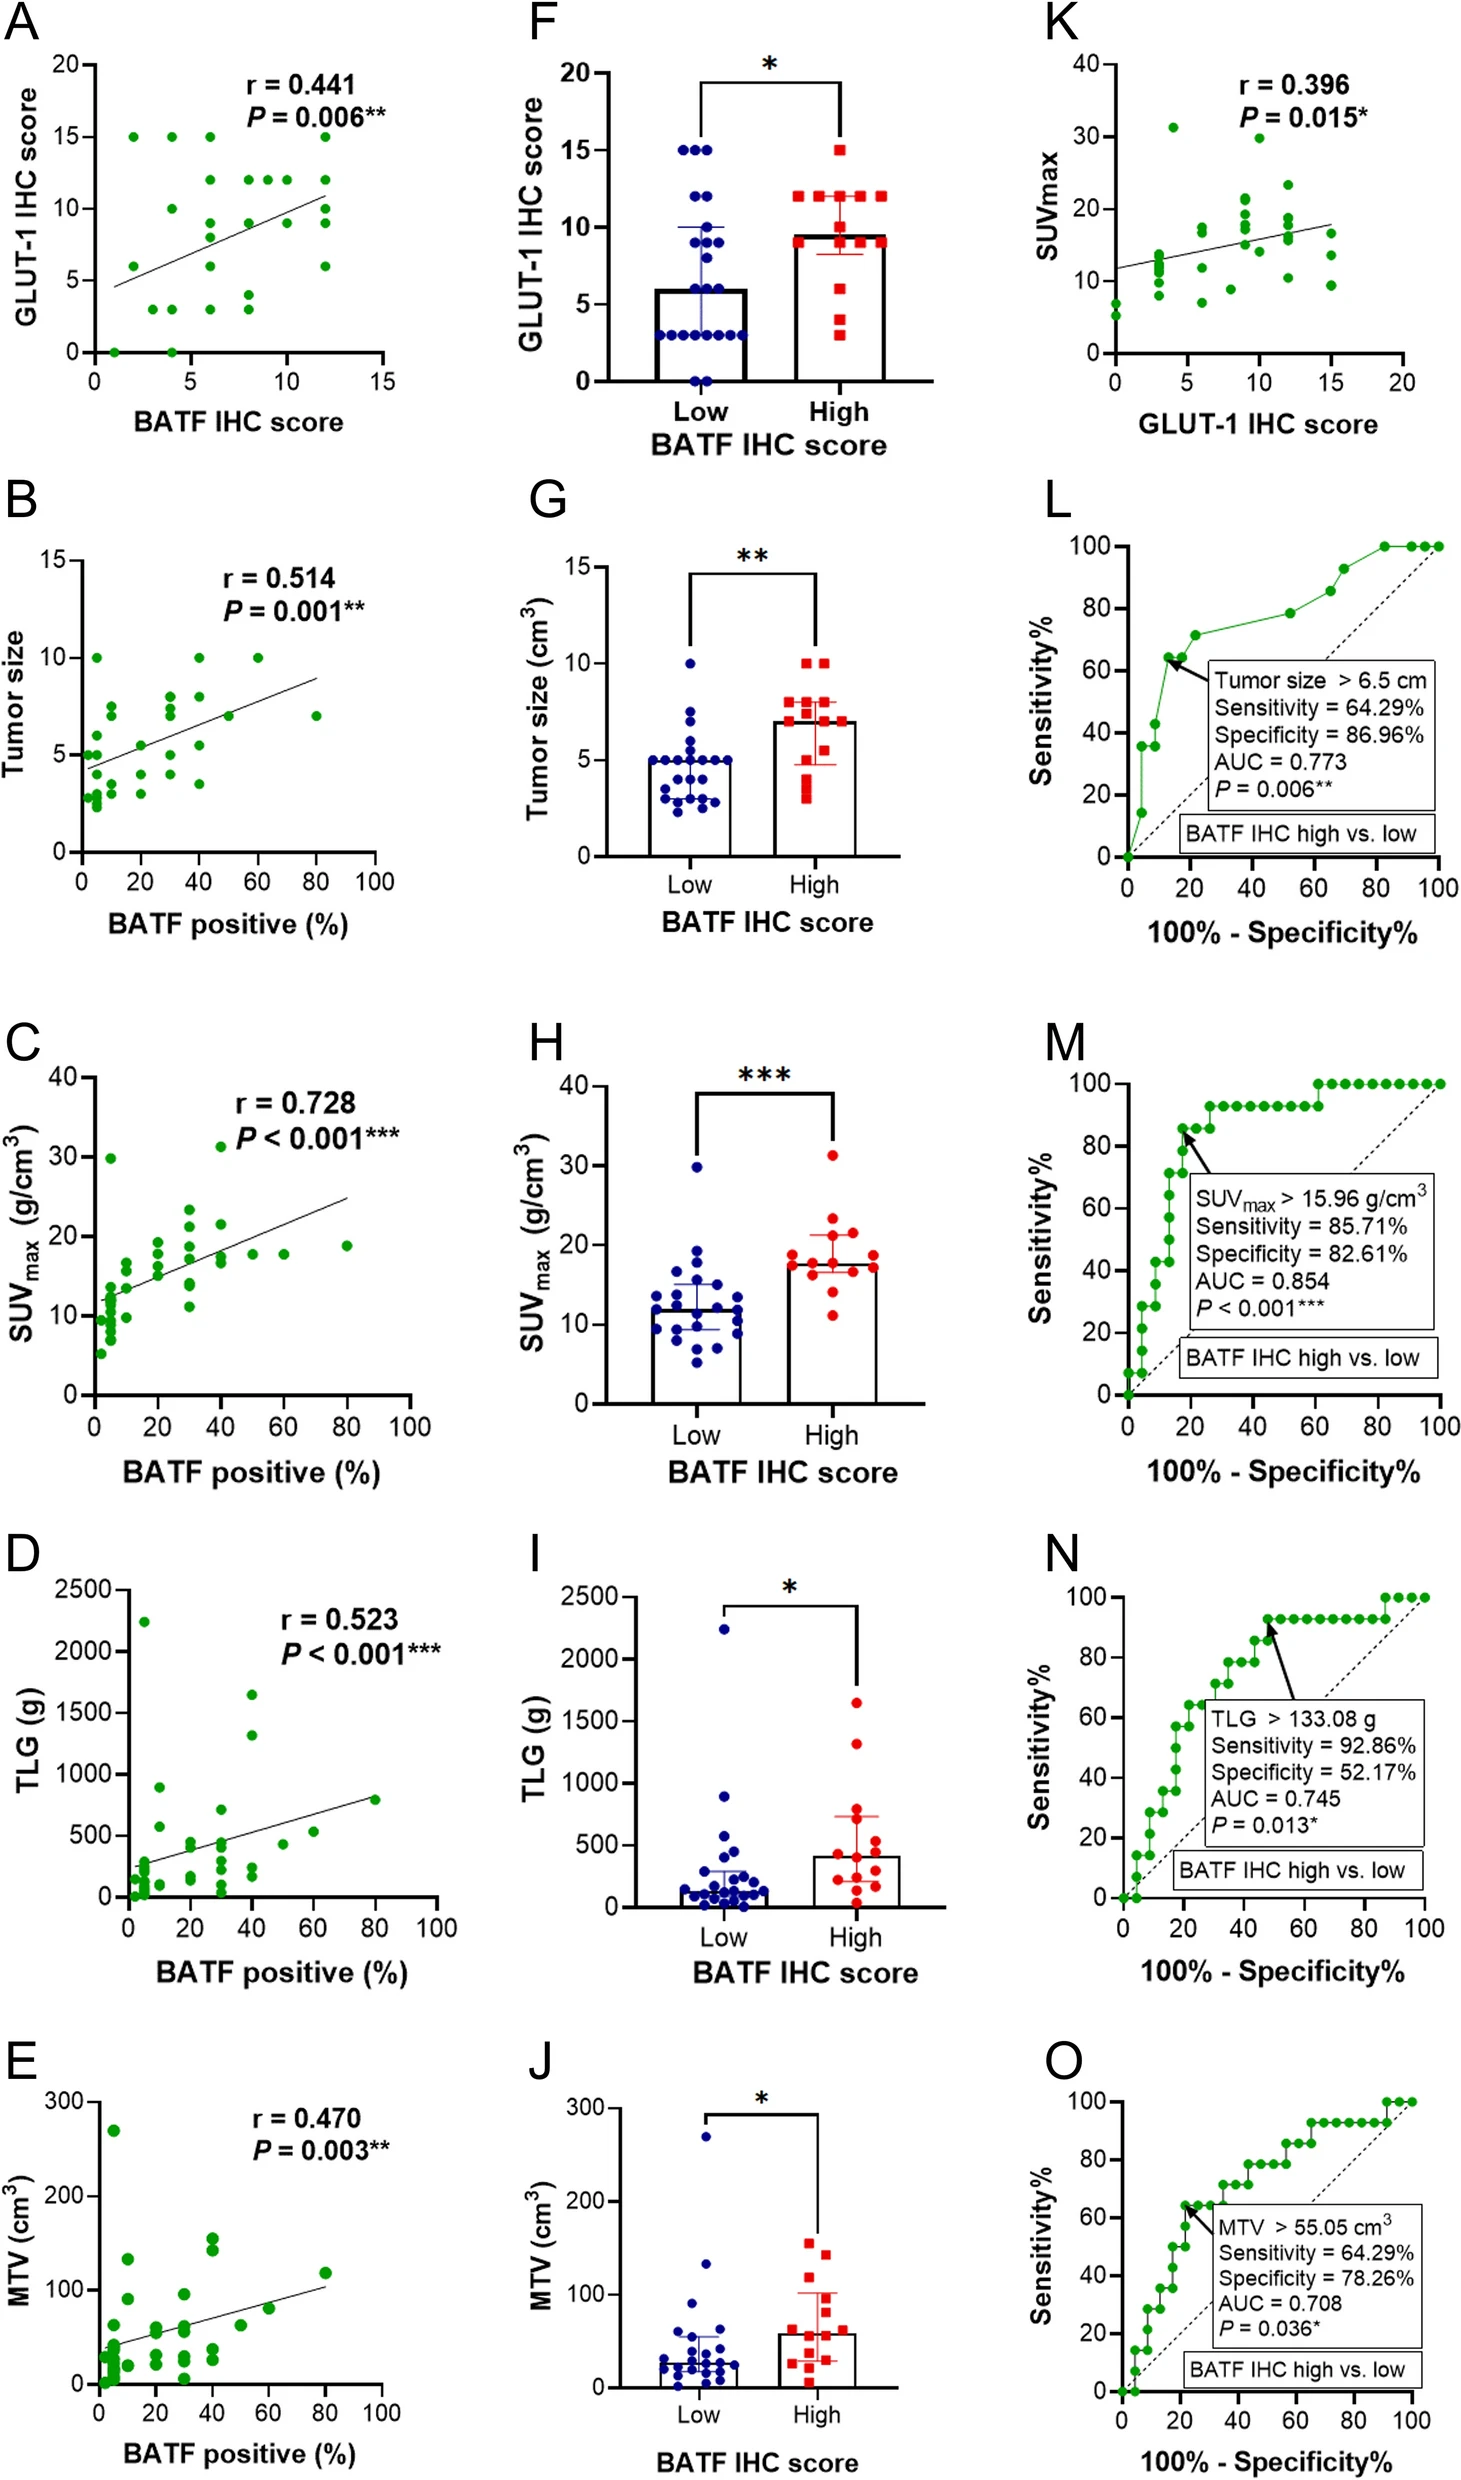 A
20
15
10
5
0
GLUT-1 IHC score
r = 0.441
P = 0.006**
0 5 10 15
BATF IHC score
F
20
15
10
5
0
GLUT-1 IHC score
*
Low High
BATF IHC score
K
40
30
20
10
0
SUVmax
r = 0.396
P = 0.015*
0 5 10 15 20
GLUT-1 IHC score
B
15
10
5
0
Tumor size
r = 0.514
P = 0.001**
0 20 40 60 80 100
BATF positive (%)
G
15
10
5
0
Tumor size (cm³)
**
Low High
BATF IHC score
L
100
80
60
40
20
0
Sensitivity%
Tumor size > 6.5 cm
Sensitivity = 64.29%
Specificity = 86.96%
AUC = 0.773
P = 0.006**
BATF IHC high vs. low
0 20 40 60 80 100
100% - Specificity%
C
40
30
20
10
0
SUVmax (g/cm³)
r = 0.728
P < 0.001***
0 20 40 60 80 100
BATF positive (%)
H
40
30
20
10
0
SUVmax (g/cm³)
***
Low High
BATF IHC score
M
100
80
60
40
20
0
Sensitivity%
SUVmax > 15.96 g/cm³
Sensitivity = 85.71%
Specificity = 82.61%
AUC = 0.854
P < 0.001***
BATF IHC high vs. low
0 20 40 60 80 100
100% - Specificity%
D
2500
2000
1500
1000
500
0
TLG (g)
r = 0.523
P < 0.001***
0 20 40 60 80 100
BATF positive (%)
I
2500
2000
1500
1000
500
0
TLG (g)
*
Low High
BATF IHC score
N
100
80
60
40
20
0
Sensitivity%
TLG > 133.08 g
Sensitivity = 92.86%
Specificity = 52.17%
AUC = 0.745
P = 0.013*
BATF IHC high vs. low
0 20 40 60 80 100
100% - Specificity%
E
300
200
100
0
MTV (cm³)
r = 0.470
P = 0.003**
0 20 40 60 80 100
BATF positive (%)
J
300
200
100
0
MTV (cm³)
*
Low High
BATF IHC score
O
100
80
60
40
20
0
Sensitivity%
MTV > 55.05 cm³
Sensitivity = 64.29%
Specificity = 78.26%
AUC = 0.708
P = 0.036*
BATF IHC high vs. low
0 20 40 60 80 100
100% - Specificity%